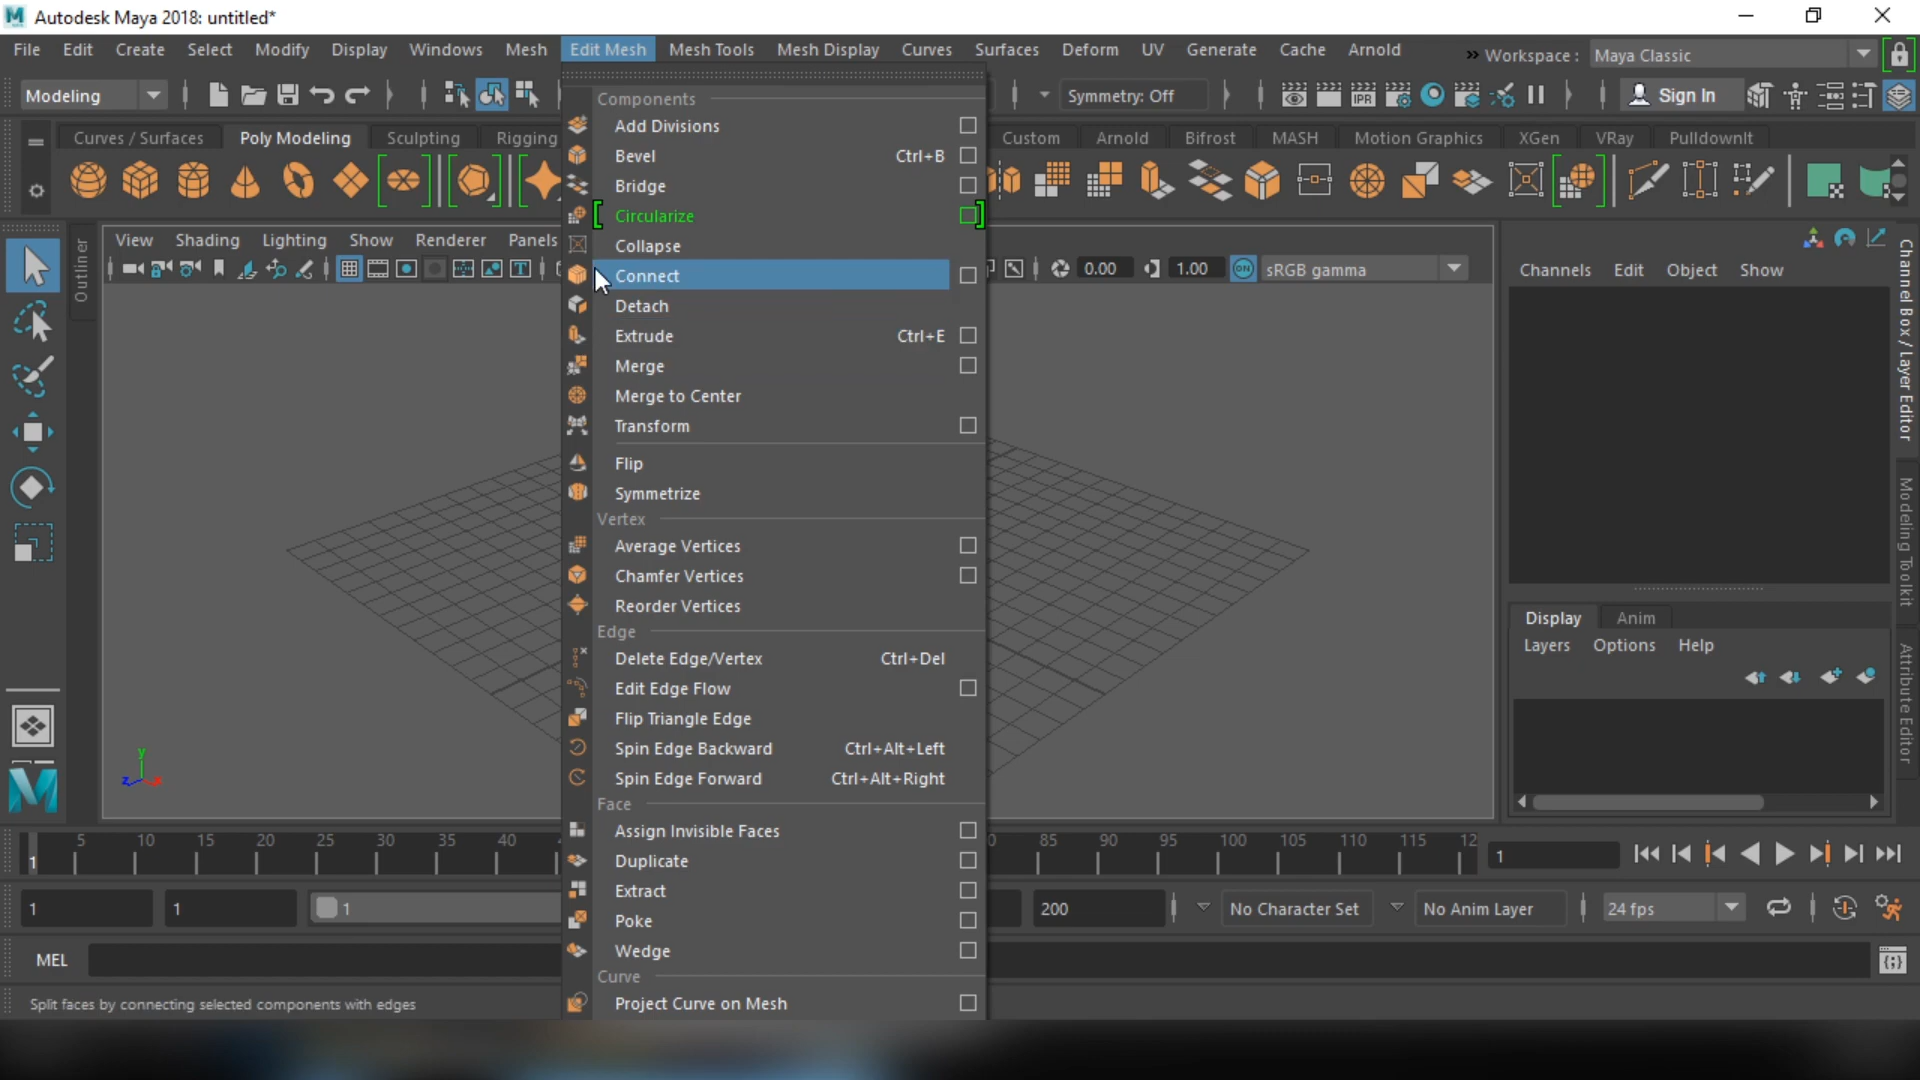 Autodesk Maya 2018: untitled*
File Edit Create Select Modify Display Windows Mesh Edit Mesh Mesh Tools Mesh Display Curves Surfaces Deform UV Generate Cache Arnold » Workspace : Maya Classic
Modeling Symmetry: Off IPR Sign In
Curves / Surfaces Poly Modeling Sculpting Rigging Custom Arnold Bifrost MASH Motion Graphics XGen VRay PulldownIt
View Shading Lighting Show Renderer Panels
0.00 1.00 ON sRGB gamma
Outliner
Components
Add Divisions
Bevel Ctrl+B
Bridge
Circularize
Collapse
Connect
Detach
Extrude Ctrl+E
Merge
Merge to Center
Transform
Flip
Symmetrize
Vertex
Average Vertices
Chamfer Vertices
Reorder Vertices
Edge
Delete Edge/Vertex Ctrl+Del
Edit Edge Flow
Flip Triangle Edge
Spin Edge Backward Ctrl+Alt+Left
Spin Edge Forward Ctrl+Alt+Right
Face
Assign Invisible Faces
Duplicate
Extract
Poke
Wedge
Curve
Project Curve on Mesh
Channels Edit Object Show
Channel Box / Layer Editor
Modeling Toolkit
Attribute Editor
Display Anim
Layers Options Help
y
z x
1 5 10 15 20 25 30 35 40 85 90 95 100 105 110 115 12
1
1 1 1 200 No Character Set No Anim Layer 24 fps
MEL
Split faces by connecting selected components with edges